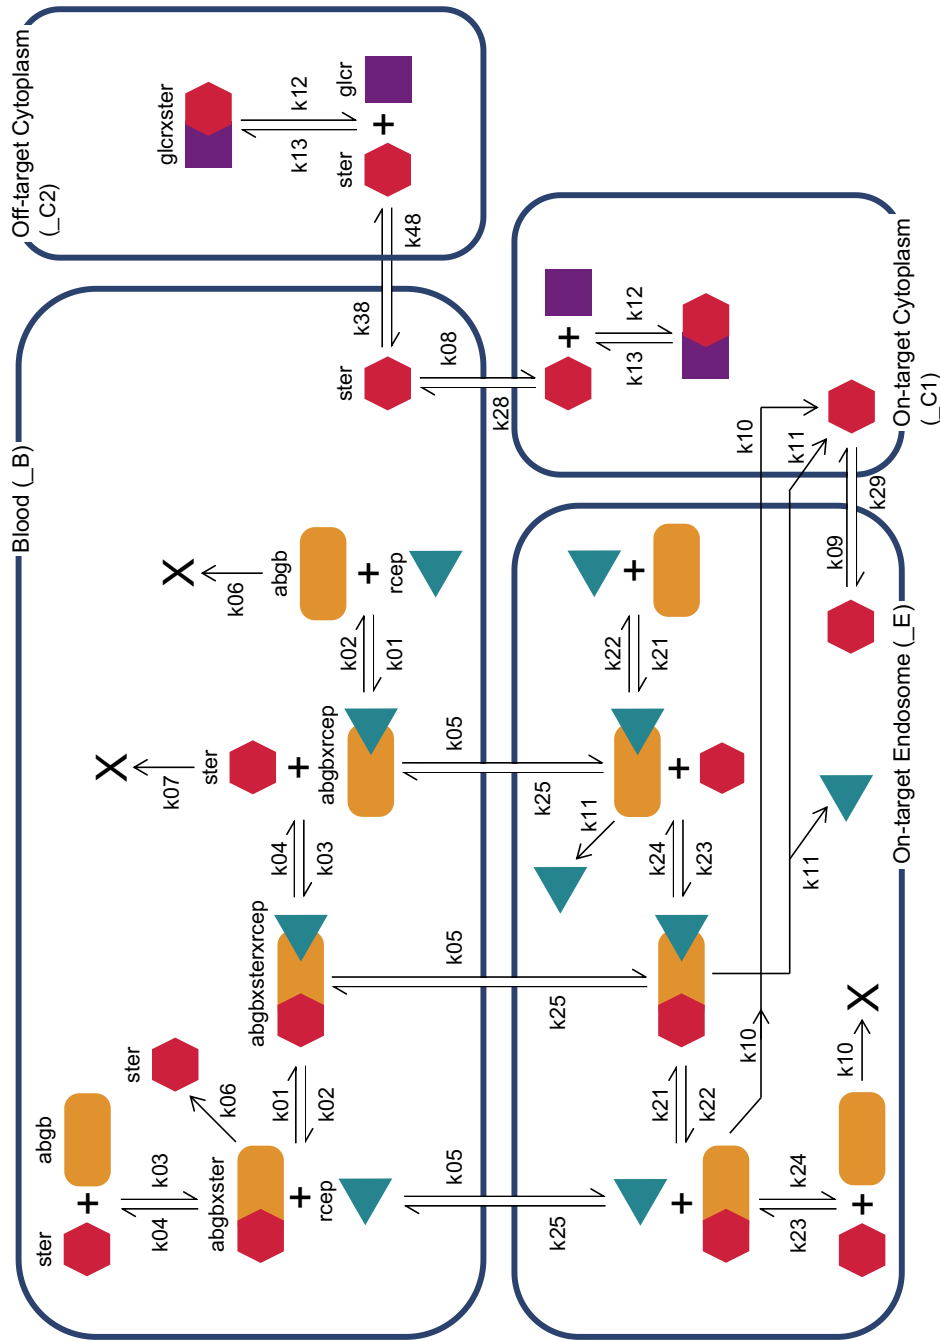 Blood (_B)
ster
+
abgb
k04
k03
abgbxster
+
rcep
k06
ster
k01
k02
abgbxsterxrcep
k04
k03
X
k07
ster
+
abgbxrcep
k02
k01
X
k06
abgb
+
rcep
ster
k38
k48
k28
k08
k25
k05
k25
k05
k25
k05
Off-target Cytoplasm
(_C2)
glcrxster
k13
k12
ster
+
glcr
On-target Endosome (_E)
+
k23
k24
+
k10
X
k21
k22
k10
k24
k23
+
k11
k22
k21
+
k11
k09
k29
On-target Cytoplasm
(_C1)
+
k13
k12
k10
k11